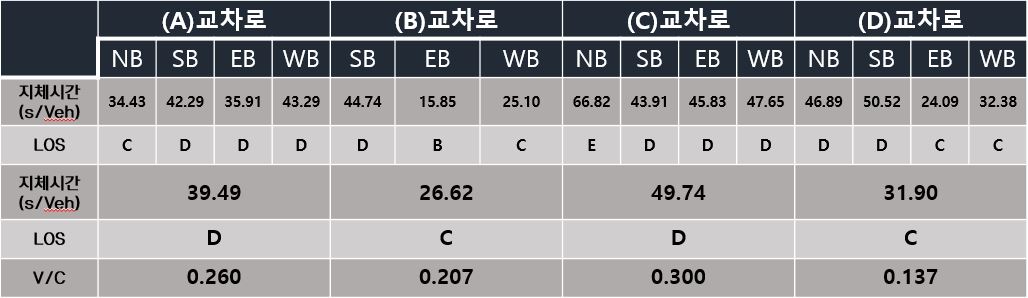 (A)교차로 (B)교차로 (C)교차로 (D)교차로
NB SB EB WB SB EB WB NB SB EB WB NB SB EB WB
지체시간
(s/Veh) 34.43 42.29 35.91 43.29 44.74 15.85 25.10 66.82 43.91 45.83 47.65 46.89 50.52 24.09 32.38
LOS C D D D D B C E D D D D D C C
지체시간
(s/Veh) 39.49 26.62 49.74 31.90
LOS D C D C
V/C 0.260 0.207 0.300 0.137